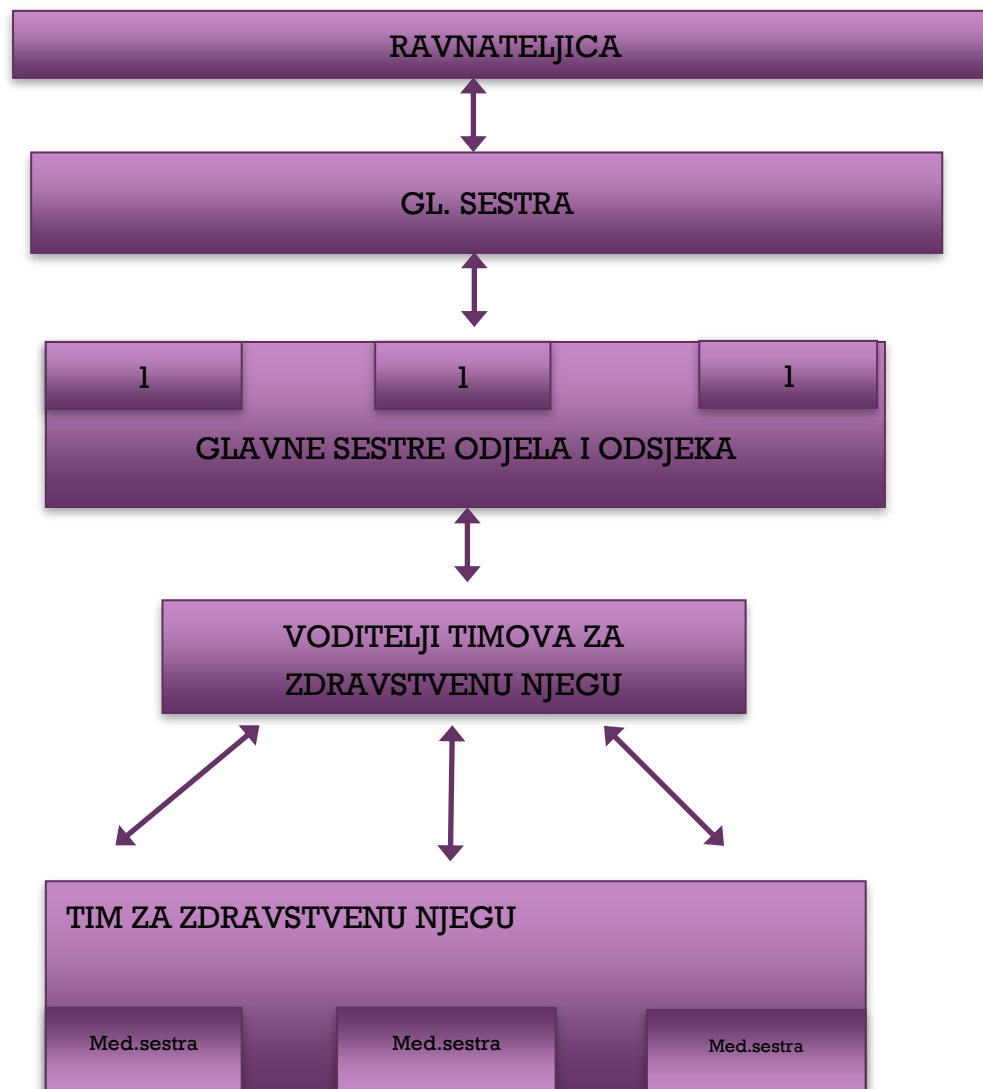 RAVNATELJICA
GL. SESTRA
1
1
1
GLAVNE SESTRE ODJELA I ODSJEKA
VODITELJI TIMOVA ZA
ZDRAVSTVENU NJEGU
TIM ZA ZDRAVSTVENU NJEGU
Med.sestra
Med.sestra
Med.sestra